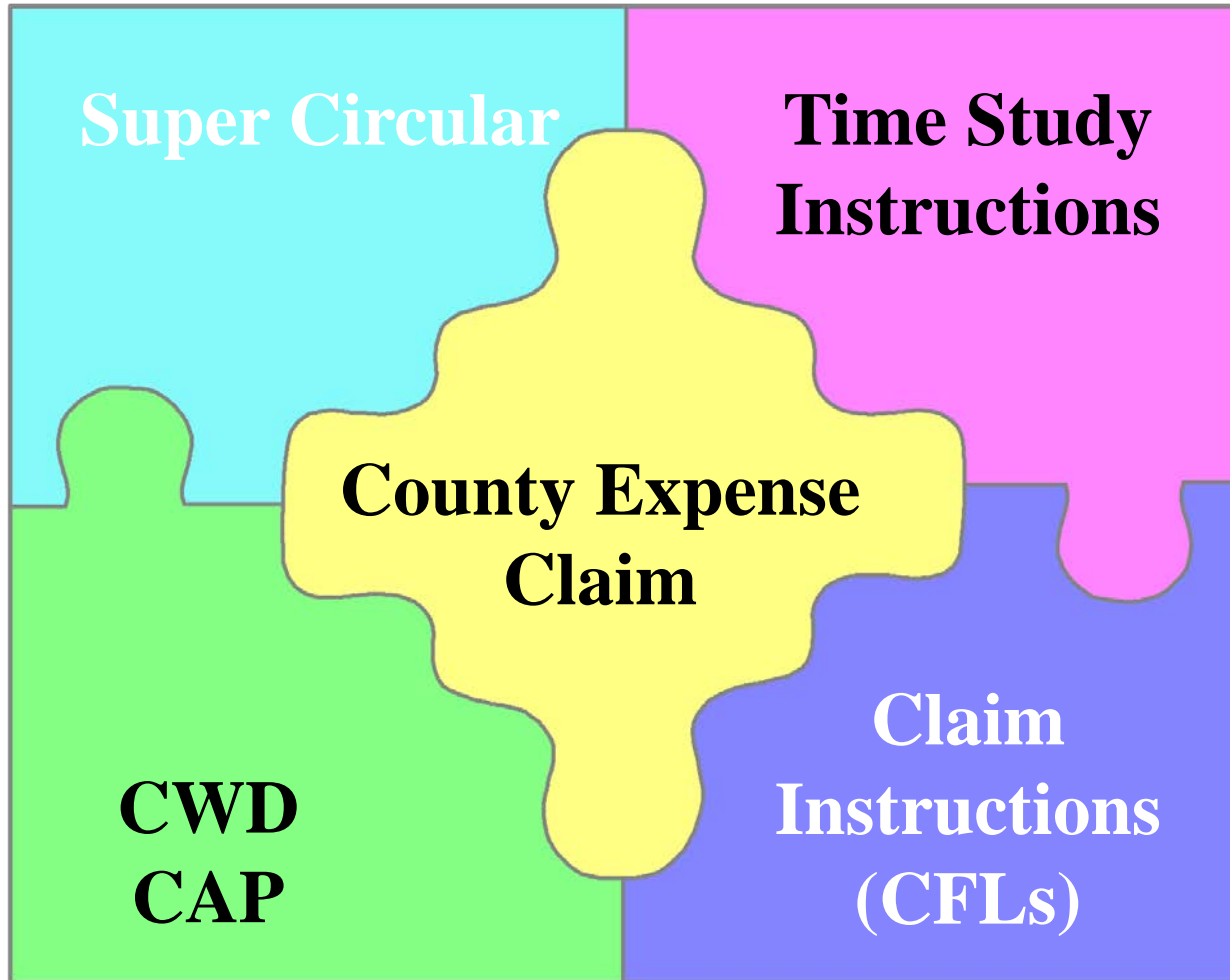 Super Circular
Time Study
Instructions
County Expense
Claim
CWD
CAP
Claim
Instructions
(CFLs)